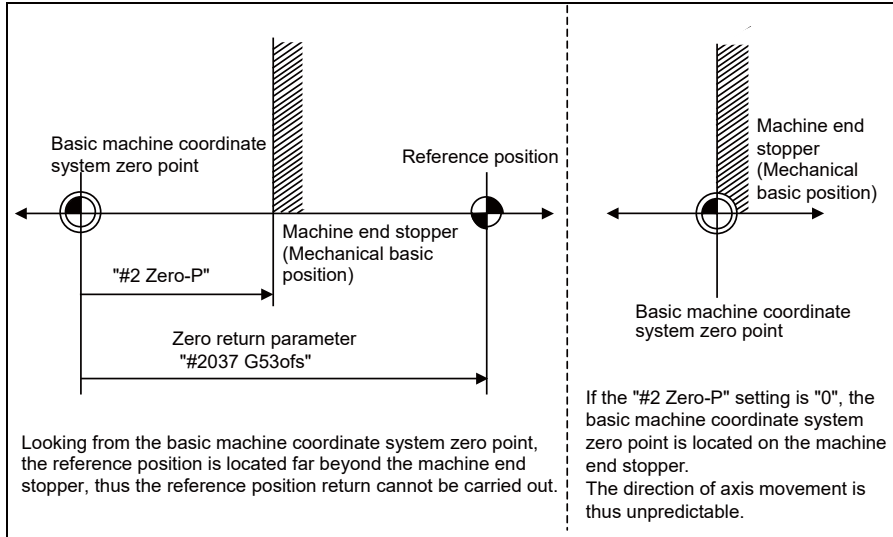 Basic machine coordinate
system zero point
Reference position
Machine end stopper
(Mechanical basic
position)
"#2 Zero-P"
Zero return parameter
"#2037 G53ofs"
Looking from the basic machine coordinate system zero point,
the reference position is located far beyond the machine end
stopper, thus the reference position return cannot be carried out.
Machine end
stopper
(Mechanical
basic position)
Basic machine coordinate
system zero point
If the "#2 Zero-P" setting is "0", the
basic machine coordinate system
zero point is located on the machine
end stopper.
The direction of axis movement is
thus unpredictable.